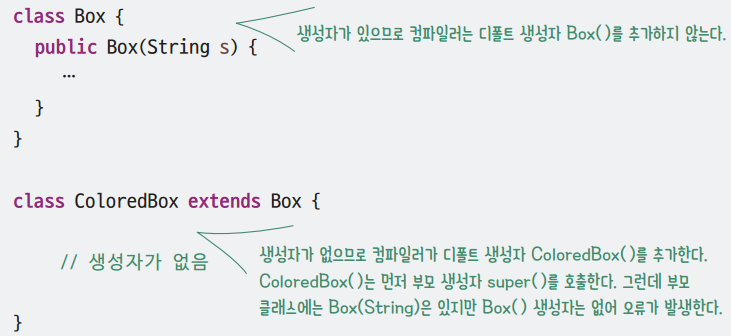 class Box {
생성자가 있으므로 컴파일러는 디폴트 생성자 Box()를 추가하지 않는다.
public Box(String s) {
…
}
}
class ColoredBox extends Box {
// 생성자가 없음
생성자가 없으므로 컴파일러가 디폴트 생성자 ColoredBox()를 추가한다.
ColoredBox()는 먼저 부모 생성자 super()를 호출한다. 그런데 부모
클래스에는 Box(String)은 있지만 Box() 생성자는 없어 오류가 발생한다.
}